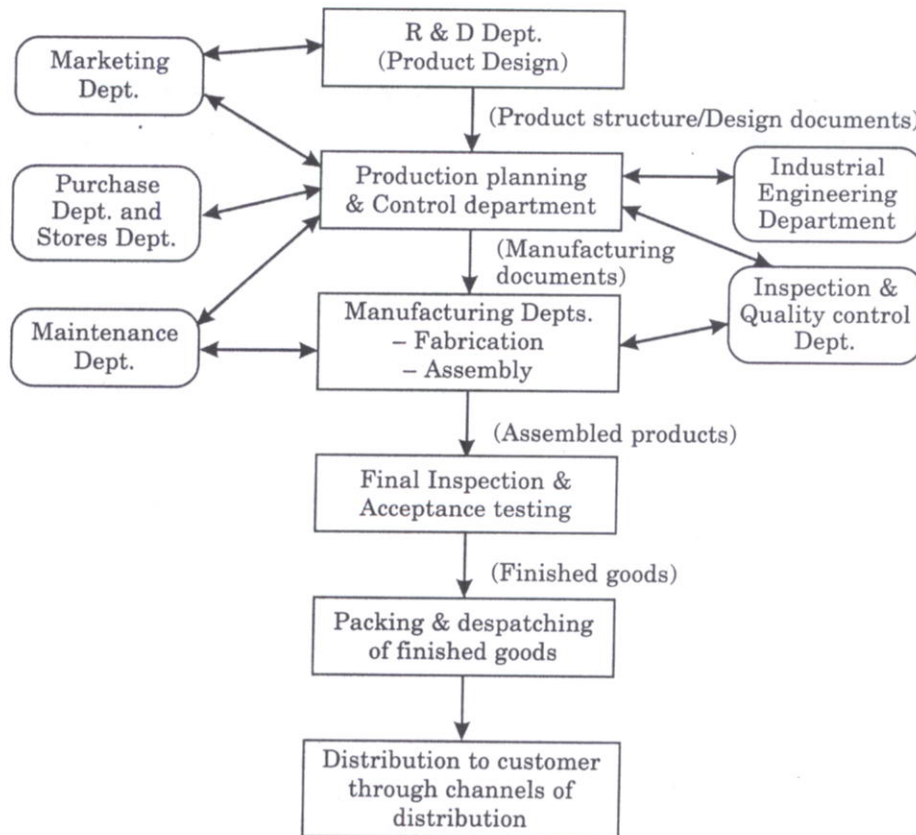 R & D Dept.
(Product Design)
Marketing
Dept.
(Product structure/Design documents)
Production planning
& Control department
Industrial
Engineering
Department
Purchase
Dept. and
Stores Dept.
(Manufacturing
documents)
Inspection &
Quality control
Dept.
Maintenance
Dept.
Manufacturing Depts.
– Fabrication
– Assembly
(Assembled products)
Final Inspection &
Acceptance testing
(Finished goods)
Packing & despatching
of finished goods
Distribution to customer
through channels of
distribution